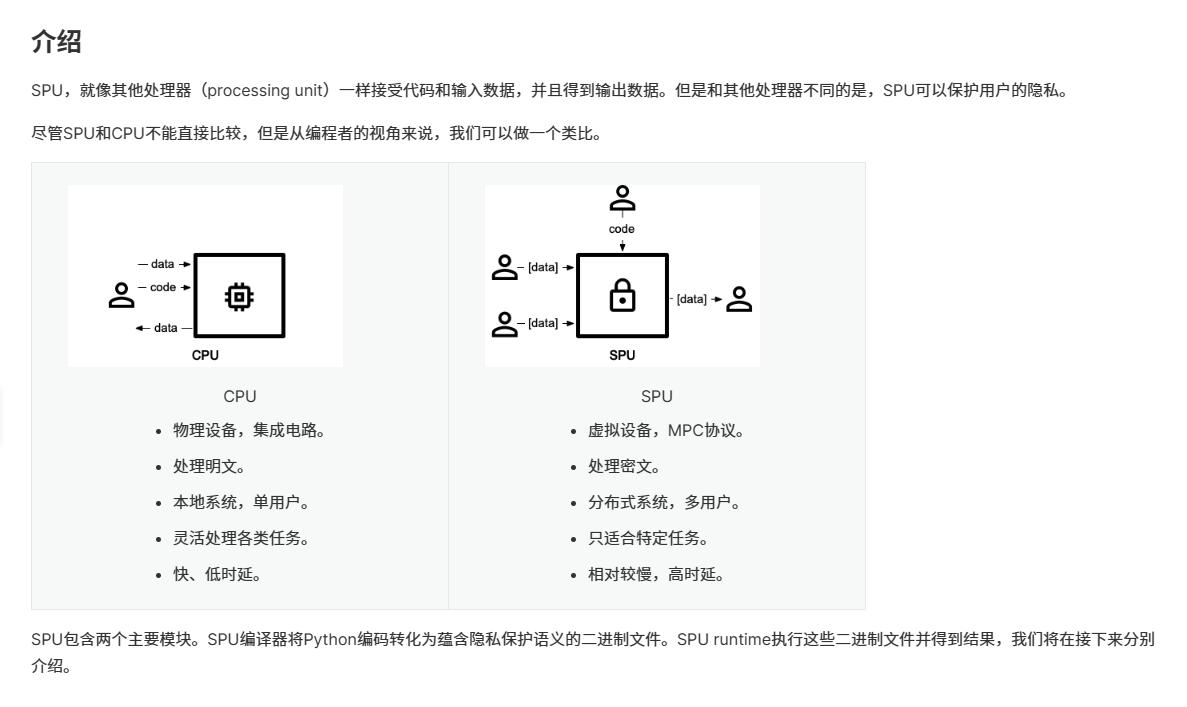 介绍
SPU，就像其他处理器（processing unit）一样接受代码和输入数据，并且得到输出数据。但是和其他处理器不同的是，SPU可以保护用户的隐私。
尽管SPU和CPU不能直接比较，但是从编程者的视角来说，我们可以做一个类比。
data
code
data
CPU
CPU
物理设备，集成电路。
处理明文。
本地系统，单用户。
灵活处理各类任务。
快、低时延。
code
[data]
[data]
[data]
SPU
SPU
虚拟设备，MPC协议。
处理密文。
分布式系统，多用户。
只适合特定任务。
相对较慢，高时延。
SPU包含两个主要模块。SPU编译器将Python编码转化为蕴含隐私保护语义的二进制文件。SPU runtime执行这些二进制文件并得到结果，我们将在接下来分别
介绍。